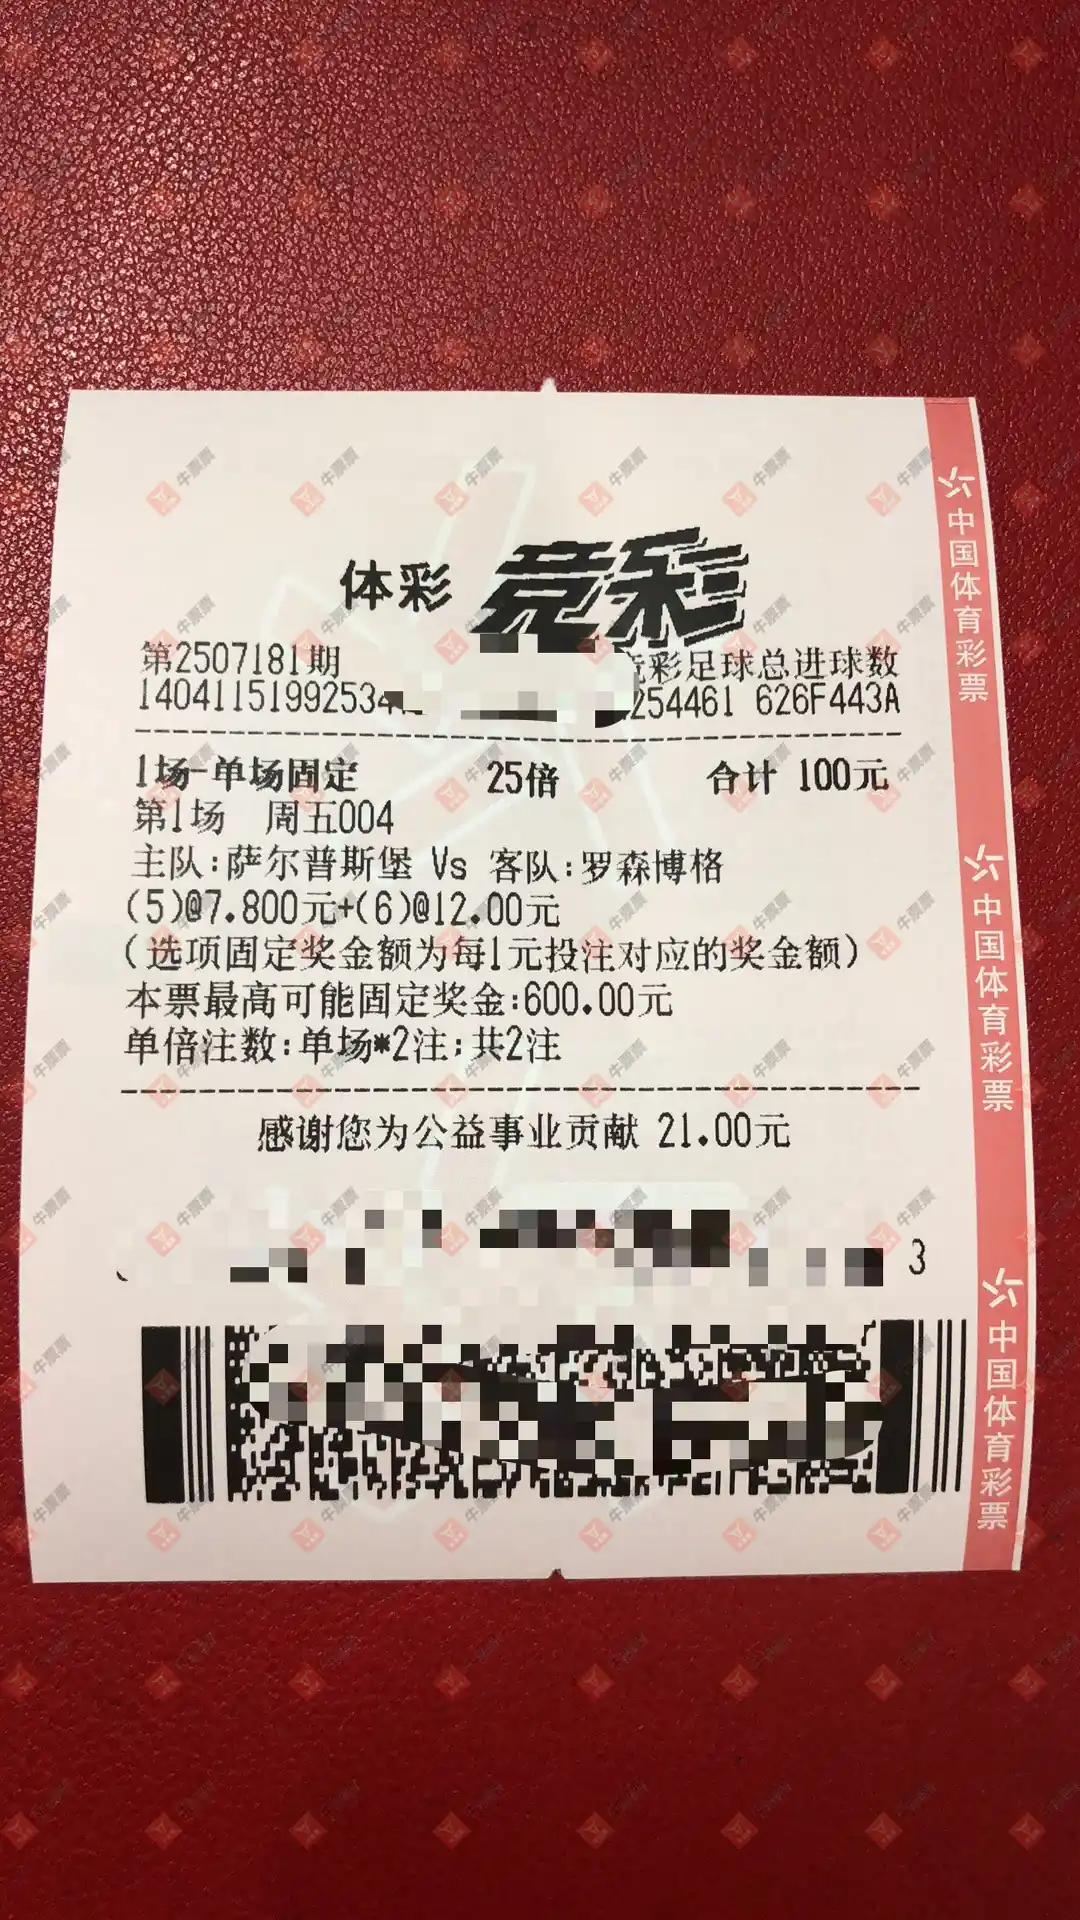 体彩 竞彩
第2507181期 竞彩足球总进球数
14041151992534 254461 626F443A
1场-单场固定 25倍 合计 100元
第1场 周五004
主队:萨尔普斯堡 Vs 客队:罗森博格
(5)@7.800元+(6)@12.00元
(选项固定奖金额为每1元投注对应的奖金额)
本票最高可能固定奖金:600.00元
单倍注数:单场*2注;共2注
感谢您为公益事业贡献 21.00元
3
中国体育彩票
中国体育彩票
中国体育彩票
牛票票